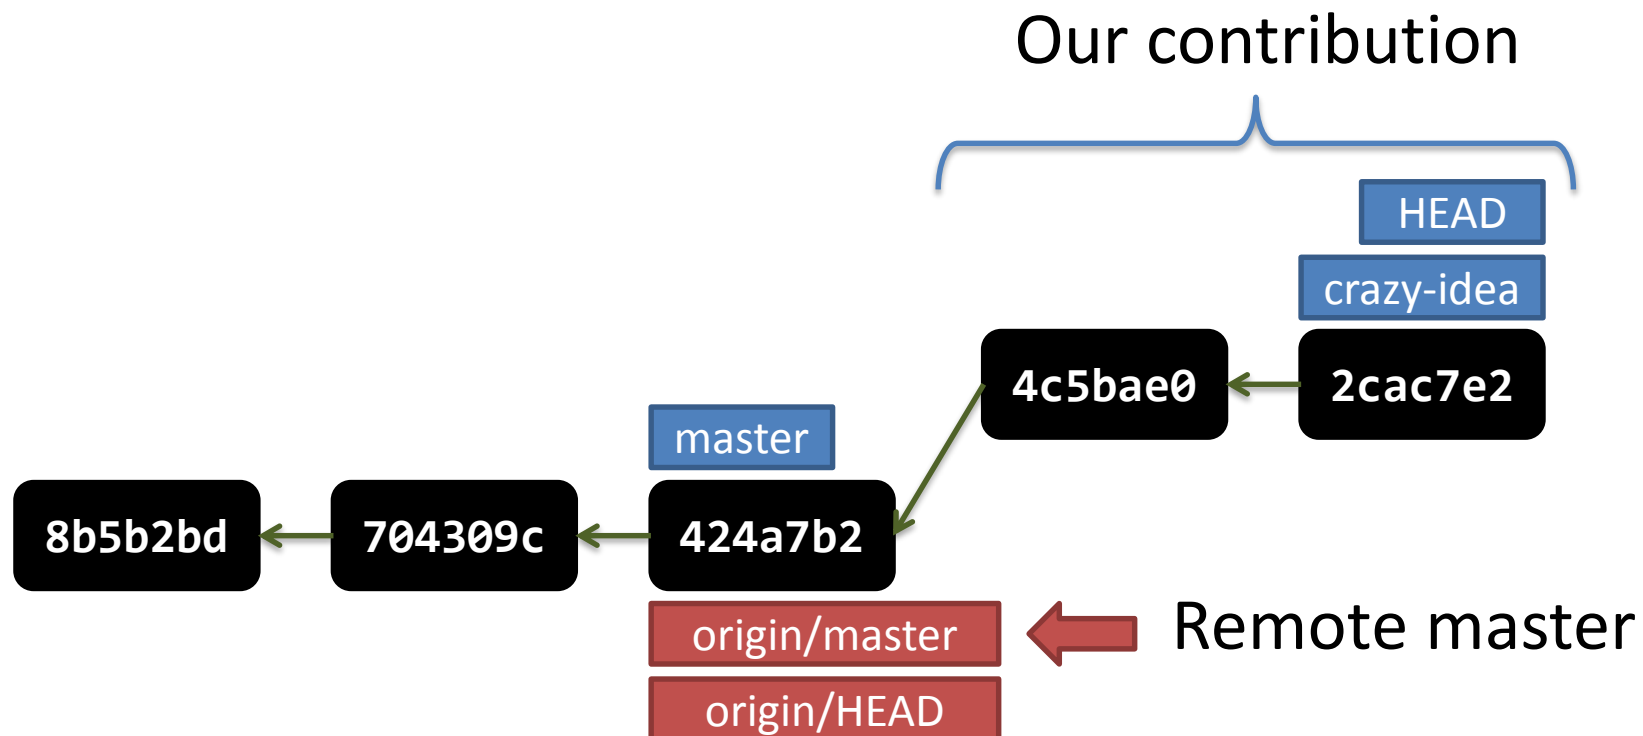 Our contribution
HEAD
crazy-idea
4c5bae0
2cac7e2
master
8b5b2bd
704309c
424a7b2
origin/master
Remote master
origin/HEAD